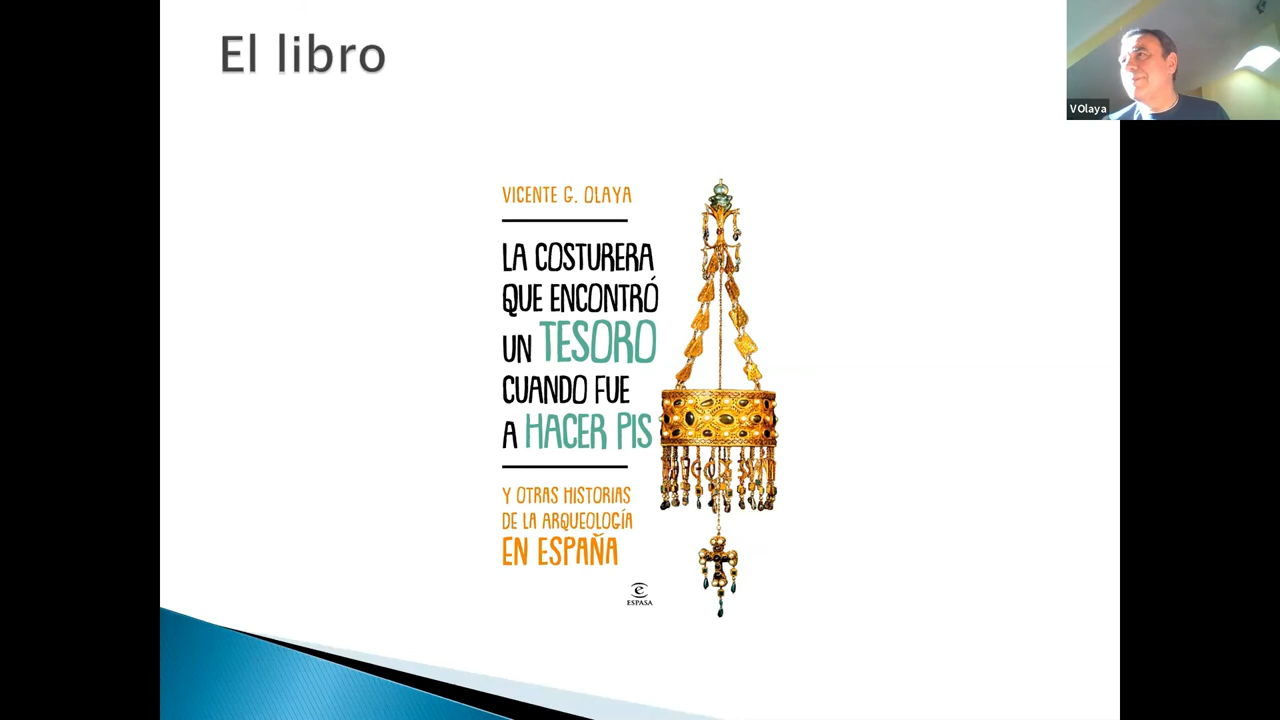 El libro
VOlaya
VICENTE G. OLAYA
LA COSTURERA
QUE ENCONTRÓ
UN TESORO
CUANDO FUE
A HACER PIS
Y OTRAS HISTORIAS
DE LA ARQUEOLOGÍA
EN ESPAÑA
e
ESPASA